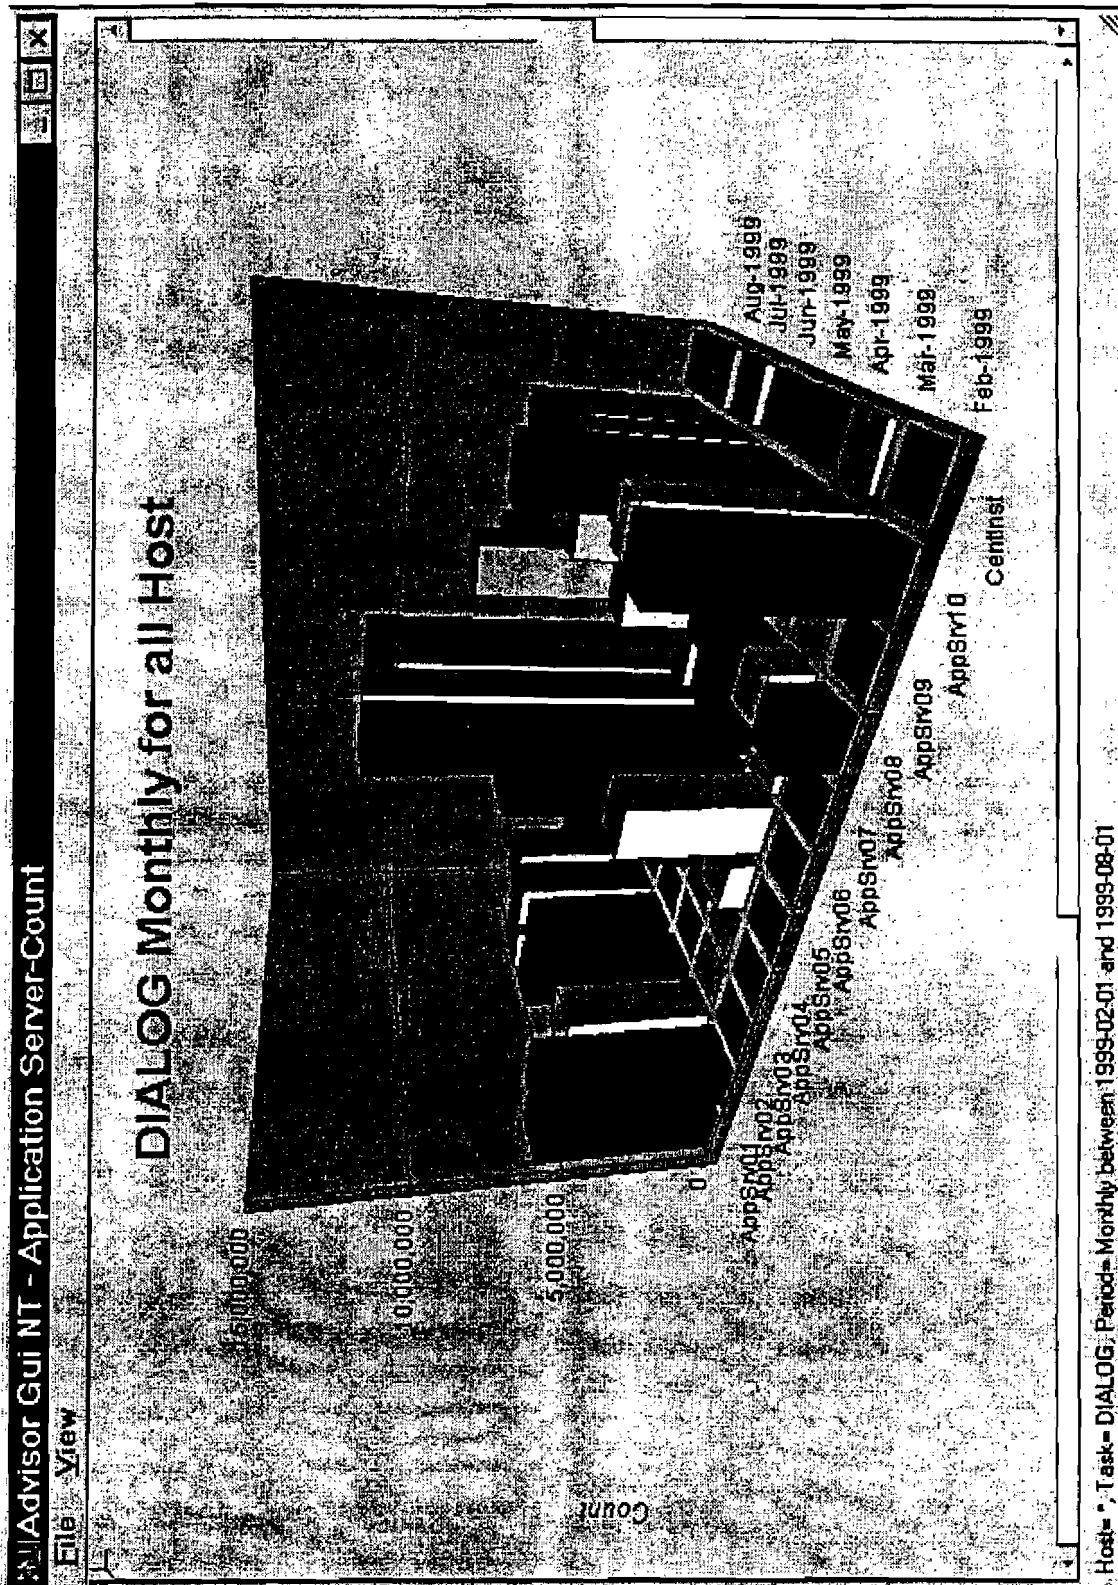 Advisor Gui NT - Application Server-Count
File View
DIALOG Monthly for all Host
15,000,000
10,000,000
5,000,000
0
Count
AppSrv01
AppSrv02
AppSrv03
AppSrv04
AppSrv05
AppSrv06
AppSrv07
AppSrv08
AppSrv09
AppSrv10
CentInst
Aug-1999
Jul-1999
Jun-1999
May-1999
Apr-1999
Mar-1999
Feb-1999
Host= *; Task= DIALOG; Period= Monthly between 1999-02-01 and 1999-08-01